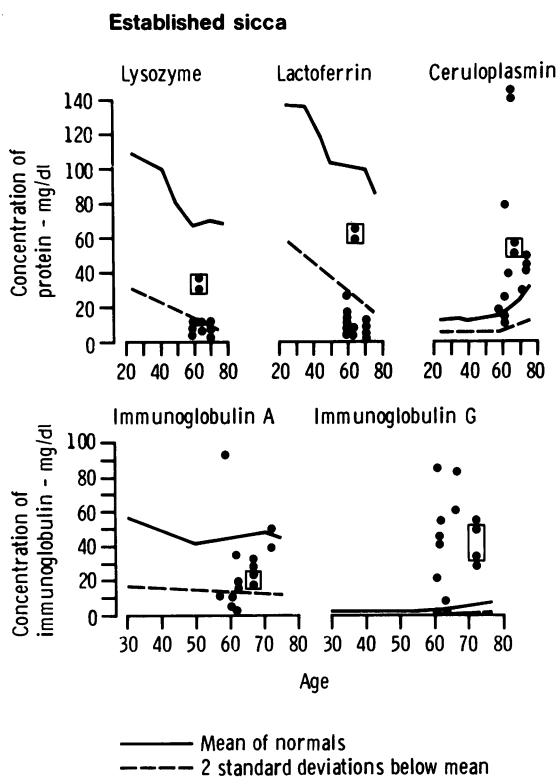 Established sicca
Lysozyme
Lactoferrin
Ceruloplasmin
Concentration of
protein - mg/dl
140
120
100
80
60
40
20
0
20 40 60 80
20 40 60 80
20 40 60 80
Immunoglobulin A
Immunoglobulin G
Concentration of
immunoglobulin - mg/dl
100
80
60
40
20
0
30 40 50 60 70 80
30 40 50 60 70 80
Age
Mean of normals
2 standard deviations below mean